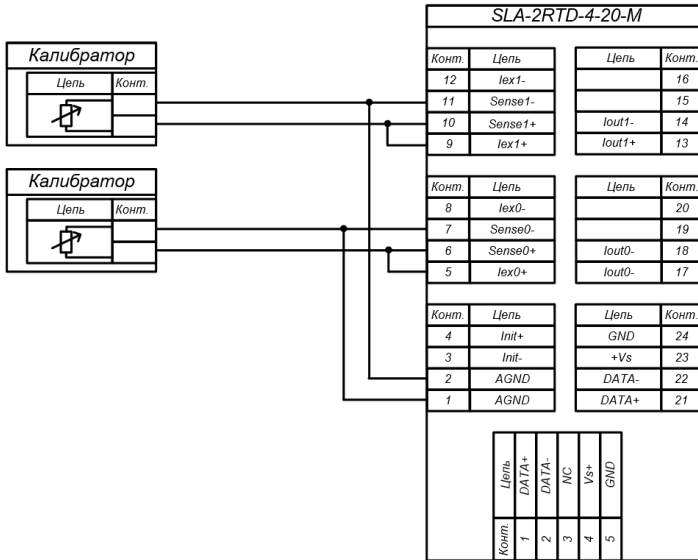 SLA-2RTD-4-20-M
Калибратор
Цепь Конт.
Конт. Цепь
12 Iex1-
11 Sense1-
10 Sense1+
9 Iex1+
Цепь Конт.
16
15
Iout1- 14
Iout1+ 13
Калибратор
Цепь Конт.
Конт. Цепь
8 Iex0-
7 Sense0-
6 Sense0+
5 Iex0+
Цепь Конт.
20
19
Iout0- 18
Iout0- 17
Конт. Цепь
4 Init+
3 Init-
2 AGND
1 AGND
Цепь Конт.
GND 24
+Vs 23
DATA- 22
DATA+ 21
Конт. Цепь
1 DATA+
2 DATA-
3 NC
4 Vs+
5 GND